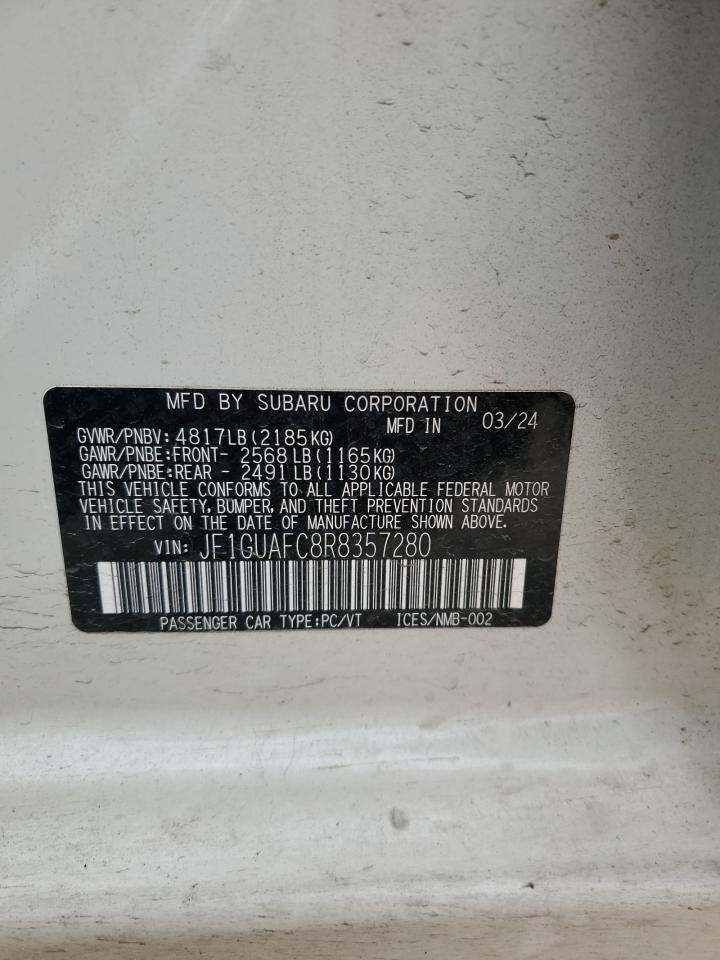 MFD BY SUBARU CORPORATION
MFD IN 03/24
GVWR/PNBV: 4817LB(2185KG)
GAWR/PNBE:FRONT- 2568LB(1165KG)
GAWR/PNBE:REAR - 2491LB(1130KG)
THIS VEHICLE CONFORMS TO ALL APPLICABLE FEDERAL MOTOR
VEHICLE SAFETY, BUMPER, AND THEFT PREVENTION STANDARDS
IN EFFECT ON THE DATE OF MANUFACTURE SHOWN ABOVE.
VIN: JF1GUAFC8R8357280
PASSENGER CAR TYPE:PC/VT ICES/NMB-002